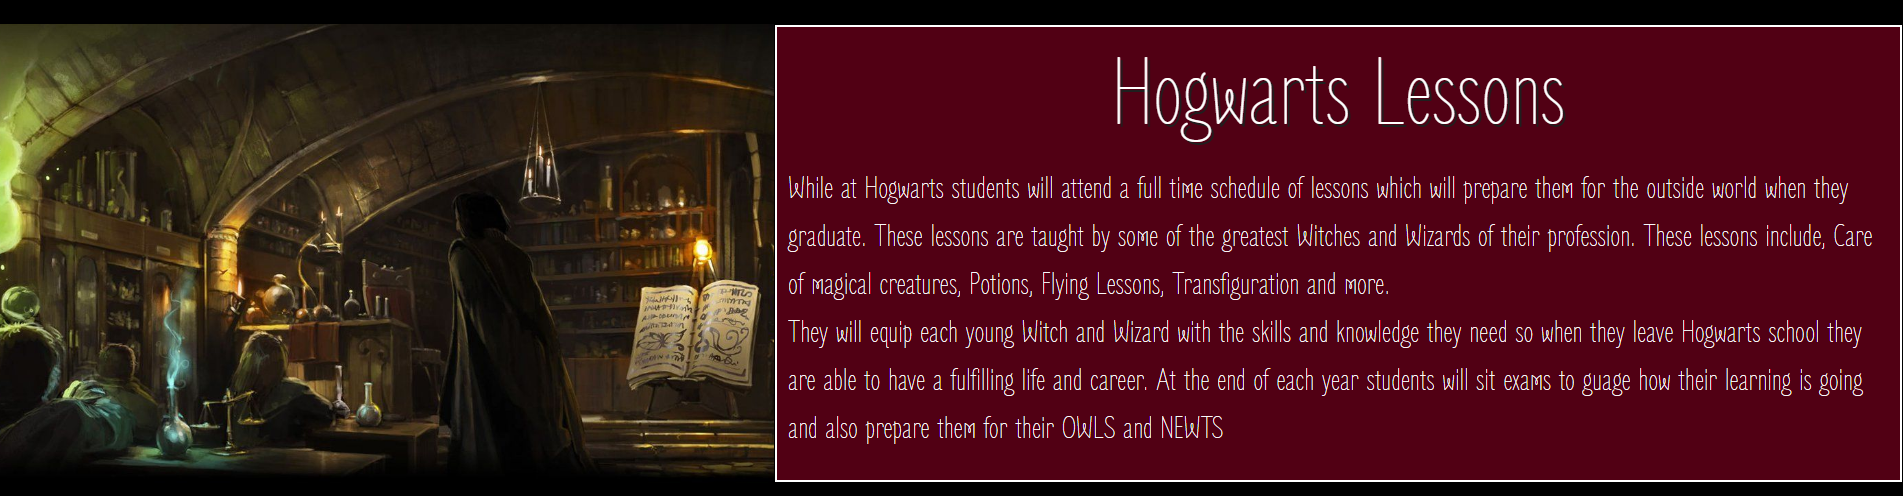 Hogwarts Lessons
While at Hogwarts students will attend a full time schedule of lessons which will prepare them for the outside world when they
graduate. These lessons are taught by some of the greatest Witches and Wizards of their profession. These lessons include, Care
of magical creatures, Potions, Flying Lessons, Transfiguration and more.
They will equip each young Witch and Wizard with the skills and knowledge they need so when they leave Hogwarts school they
are able to have a fulfilling life and career. At the end of each year students will sit exams to guage how their learning is going
and also prepare them for their OWLS and NEWTS